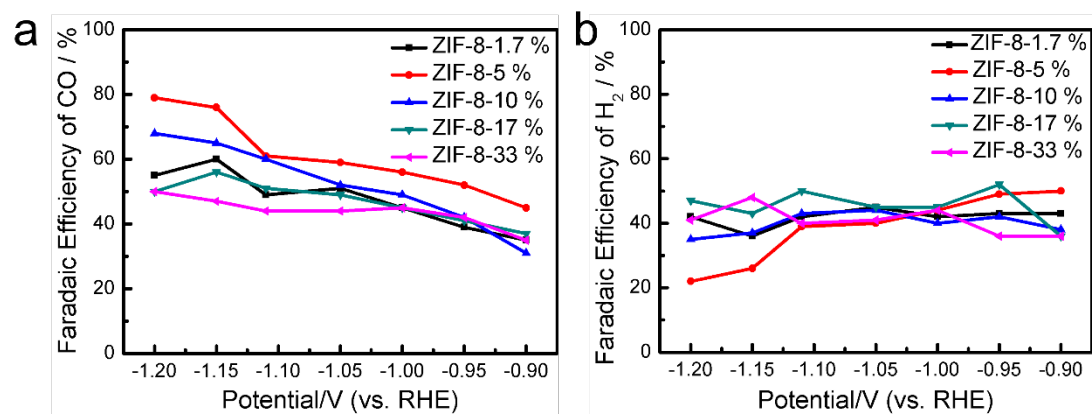 a
Faradaic Efficiency of CO / %
100
80
60
40
20
0
ZIF-8-1.7 %
ZIF-8-5 %
ZIF-8-10 %
ZIF-8-17 %
ZIF-8-33 %
-1.20 -1.15 -1.10 -1.05 -1.00 -0.95 -0.90
Potential/V (vs. RHE)
b
Faradaic Efficiency of H₂ / %
100
80
60
40
20
0
ZIF-8-1.7 %
ZIF-8-5 %
ZIF-8-10 %
ZIF-8-17 %
ZIF-8-33 %
-1.20 -1.15 -1.10 -1.05 -1.00 -0.95 -0.90
Potential/V (vs. RHE)